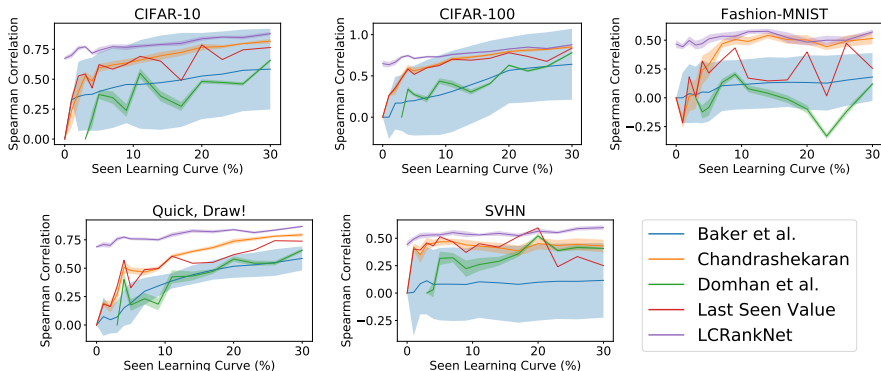 CIFAR-10
CIFAR-100
Fashion-MNIST
Spearman Correlation
0.75
0.50
0.25
0.00
0 10 20 30
Seen Learning Curve (%)
Spearman Correlation
1.0
0.5
0.0
0 10 20 30
Seen Learning Curve (%)
Spearman Correlation
0.50
0.25
0.00
−0.25
0 10 20 30
Seen Learning Curve (%)
Quick, Draw!
SVHN
Spearman Correlation
0.75
0.50
0.25
0.00
0 10 20 30
Seen Learning Curve (%)
Spearman Correlation
0.50
0.25
0.00
−0.25
0 10 20 30
Seen Learning Curve (%)
Baker et al.
Chandrashekaran
Domhan et al.
Last Seen Value
LCRankNet